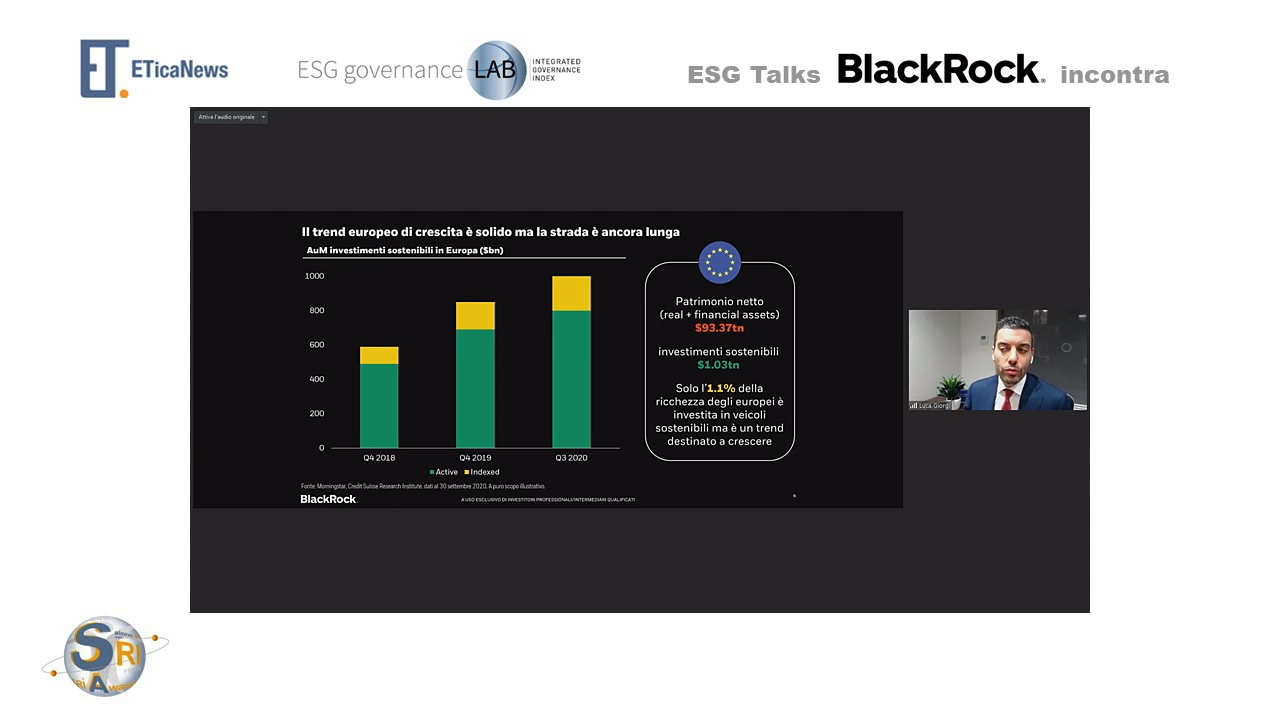 ET.
ETicaNews
ESG governance LAB
INTEGRATED
GOVERNANCE
INDEX
ESG Talks BlackRock® incontra
Attiva l'audio originale
Il trend europeo di crescita è solido ma la strada è ancora lunga
AuM investimenti sostenibili in Europa ($bn)
1000
800
600
400
200
0
Q4 2018
Q4 2019
Q3 2020
Active
Indexed
Patrimonio netto
(real + financial assets)
$93.37tn
investimenti sostenibili
$1.03tn
Solo l'1.1% della
ricchezza degli europei è
investita in veicoli
sostenibili ma è un trend
destinato a crescere
Fonte: Morningstar, Credit Suisse Research Institute. dati al 30 settembre 2020. A puro scopo illustrativo.
BlackRock.
A USO ESCLUSIVO DI INVESTITORI PROFESSIONALI/INTERMEDIARI QUALIFICATI
Luca Giorgi
SRI
A